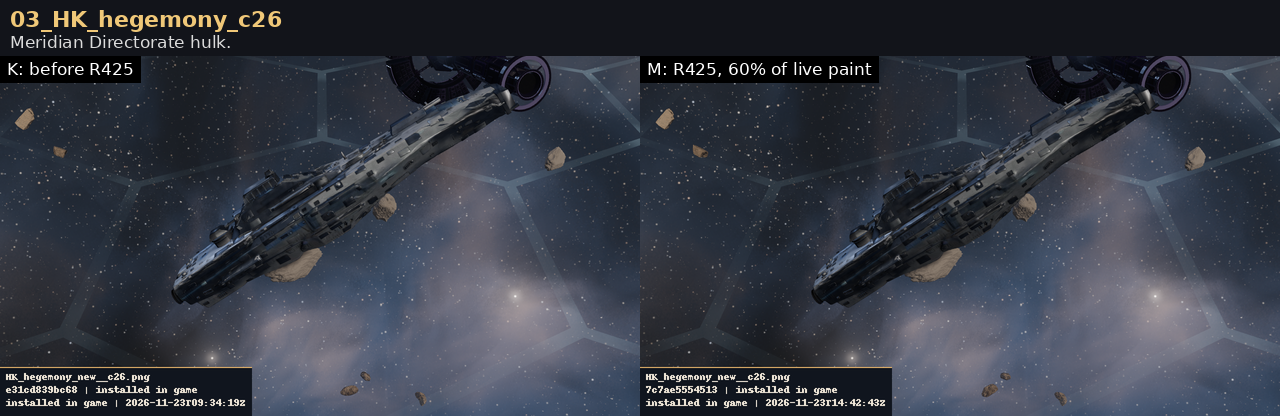 03_HK_hegemony_c26
Meridian Directorate hulk.
K: before R425
M: R425, 60% of live paint
HK_hegemony_new__c26.png
e31cd839bc68 | installed in game
installed in game | 2026-11-23T09:34:19Z
HK_hegemony_new__c26.png
7c7ae5554513 | installed in game
installed in game | 2026-11-23T14:42:43Z